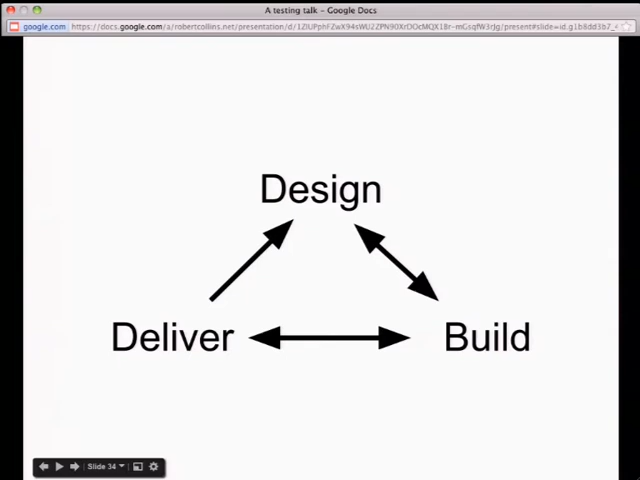 A testing talk – Google Docs
google.com
Design
Deliver
Build
Slide 34